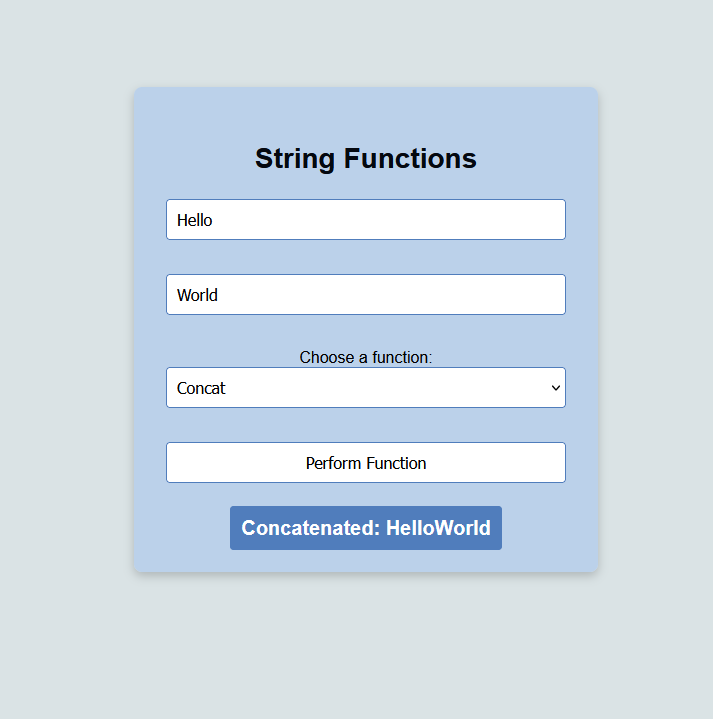 String Functions
Hello
World
Choose a function:
Concat
Perform Function
Concatenated: HelloWorld